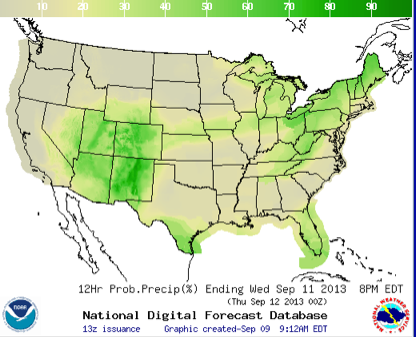 10 20 30 40 50 60 70 80 90
12Hr Prob.Precip(%) Ending Wed Sep 11 2013 8PM EDT
(Thu Sep 12 2013 00Z)
National Digital Forecast Database
13z issuance Graphic created-Sep 09 9:12AM EDT
noaa